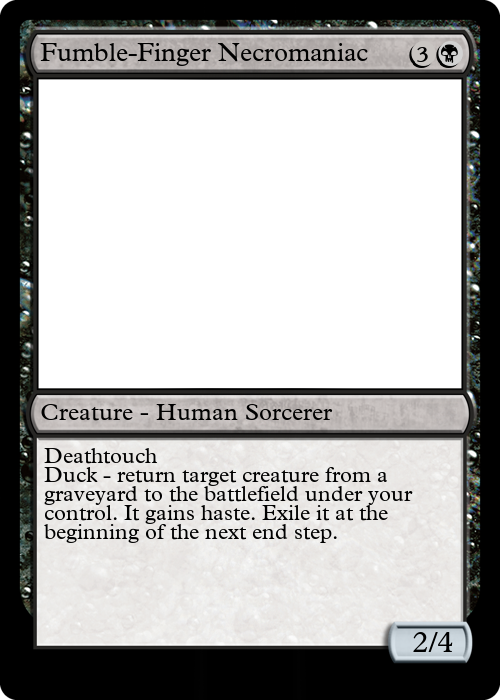 Fumble-Finger Necromaniac 3
Creature - Human Sorcerer
Deathtouch
Duck - return target creature from a
graveyard to the battlefield under your
control. It gains haste. Exile it at the
beginning of the next end step.
2/4